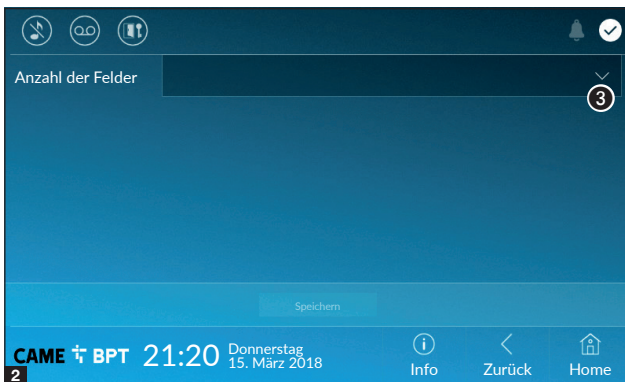 Anzahl der Felder
3
Speichern
CAME BPT 21:20 Donnerstag
15. März 2018
Info Zurück Home
2